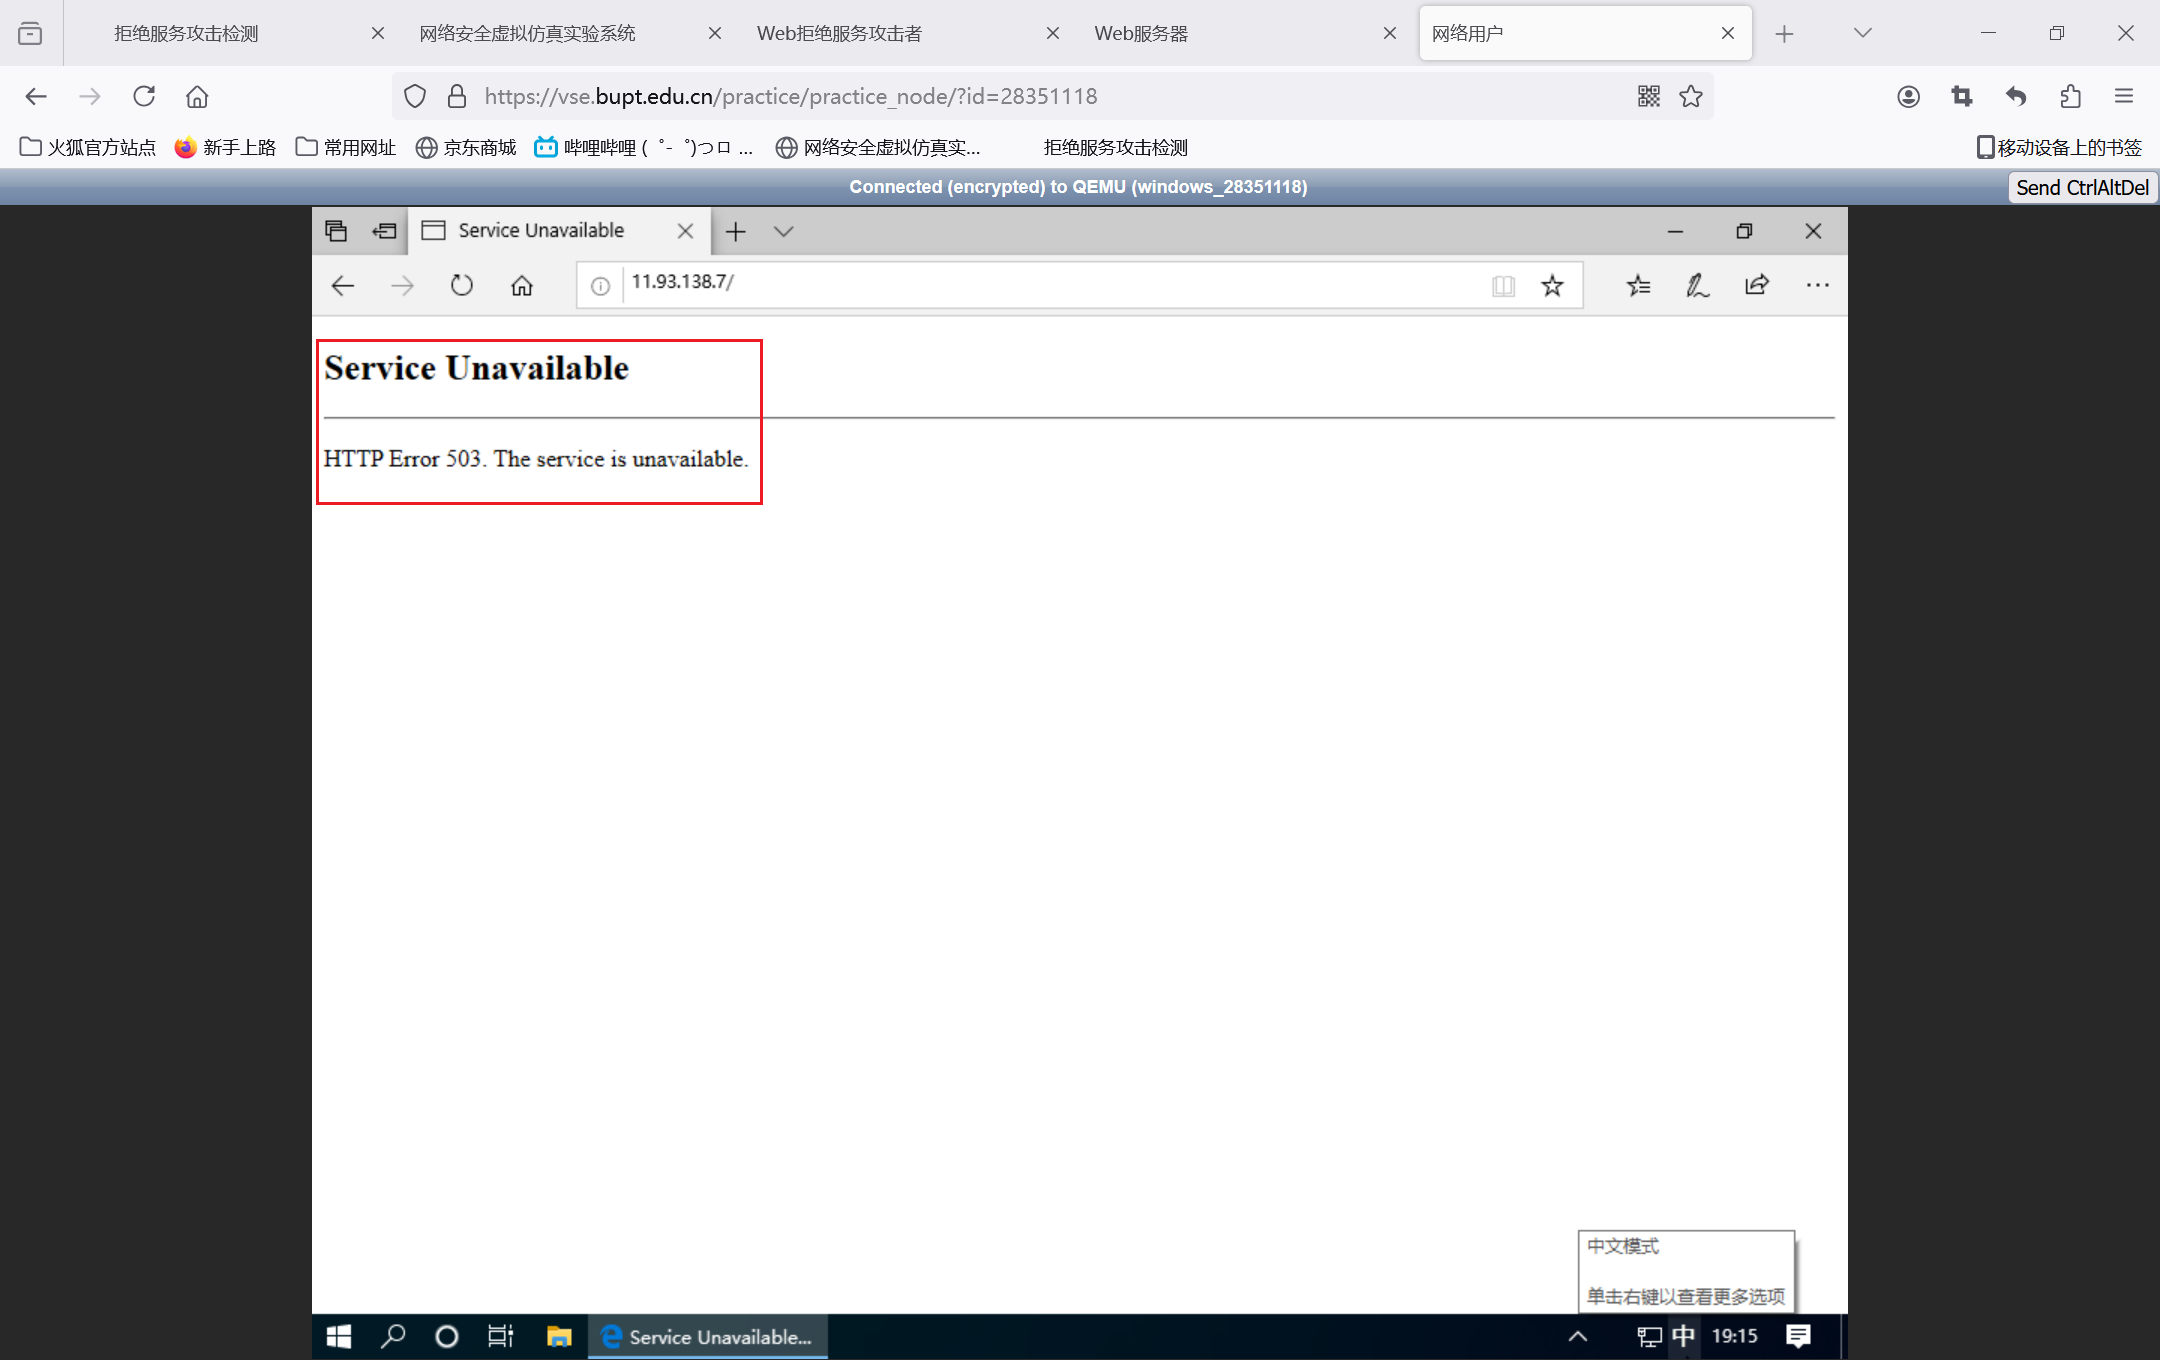 拒绝服务攻击检测
网络安全虚拟仿真实验系统
Web拒绝服务攻击者
Web服务器
网络用户
https://vse.bupt.edu.cn/practice/practice_node/?id=28351118
火狐官方站点
新手上路
常用网址
京东商城
哔哩哔哩 ( ゜- ゜)つロ ...
网络安全虚拟仿真实...
拒绝服务攻击检测
移动设备上的书签
Connected (encrypted) to QEMU (windows_28351118)
Send CtrlAltDel
Service Unavailable
11.93.138.7/
Service Unavailable
HTTP Error 503. The service is unavailable.
中文模式
单击右键以查看更多选项
Service Unavailable...
中
19:15